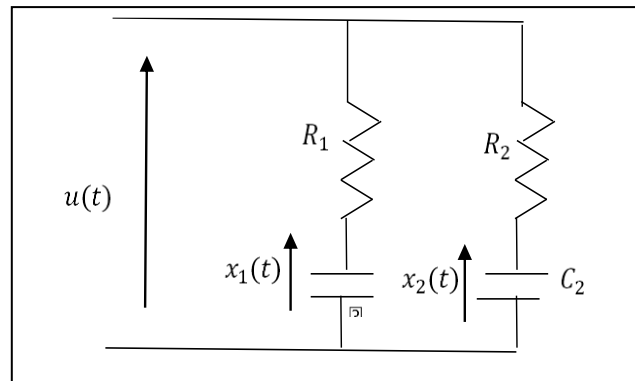 R₁
R₂
u(t)
x₁(t)
x₂(t)
C₂